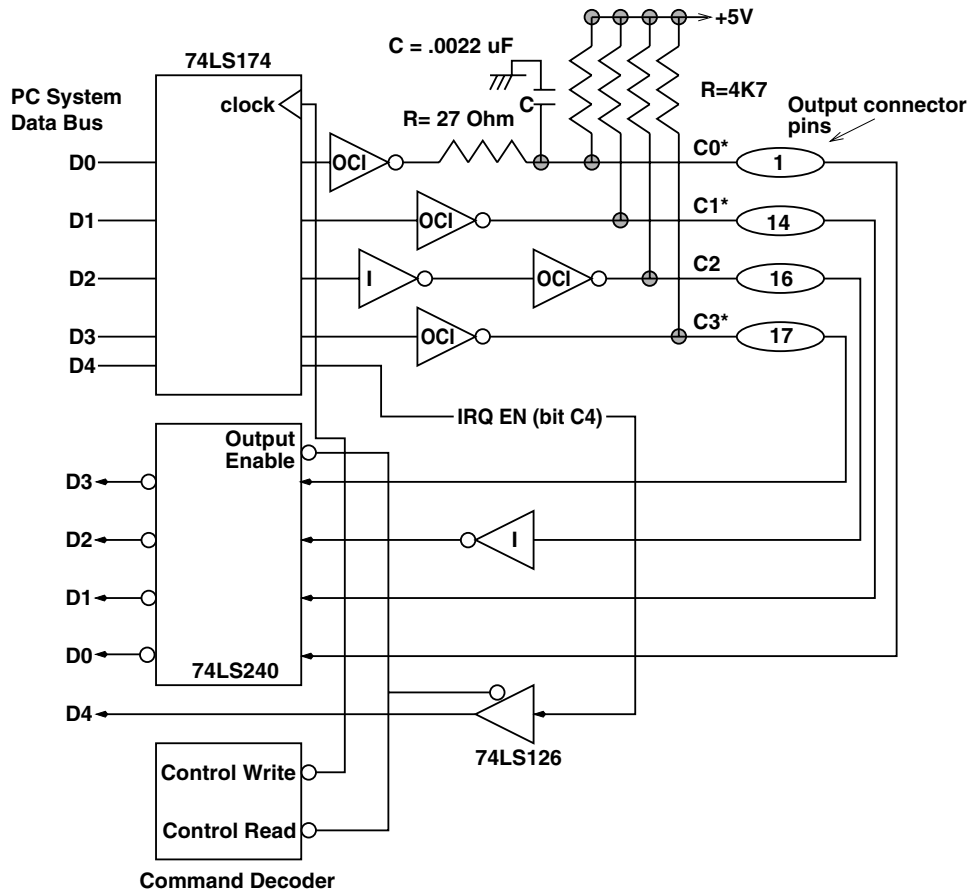 +5V
C = .0022 uF
74LS174
PC System
Data Bus
clock
C
R=4K7
Output connector
pins
R= 27 Ohm
D0
OCI
C0*
1
D1
OCI
C1*
14
D2
I
OCI
C2
16
D3
OCI
C3*
17
D4
IRQ EN (bit C4)
Output
Enable
D3
D2
I
D1
D0
74LS240
D4
74LS126
Control Write
Control Read
Command Decoder